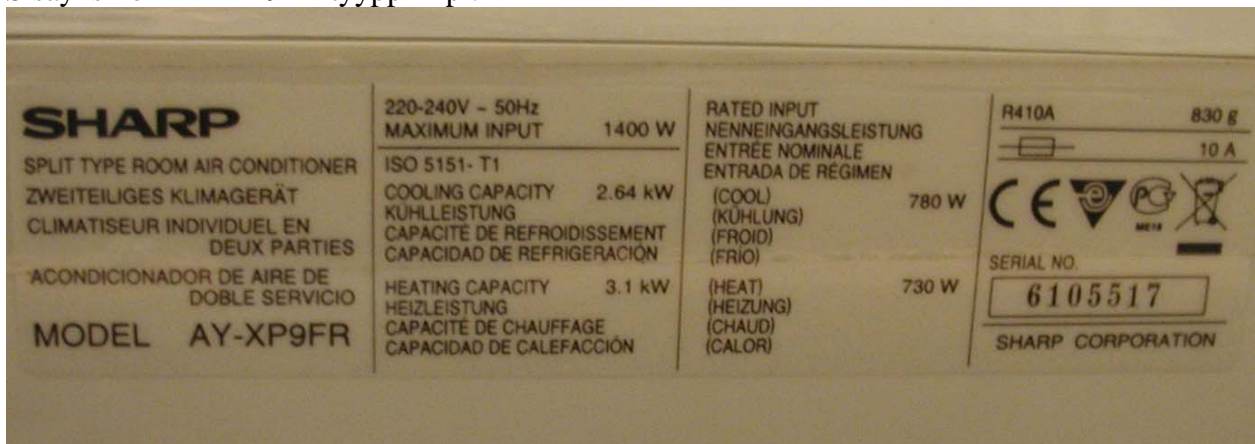 SHARP
SPLIT TYPE ROOM AIR CONDITIONER
ZWEITEILIGES KLIMAGERÄT
CLIMATISEUR INDIVIDUEL EN
DEUX PARTIES
ACONDICIONADOR DE AIRE DE
DOBLE SERVICIO
MODEL AY-XP9FR
220-240V ~ 50Hz
MAXIMUM INPUT 1400 W
ISO 5151- T1
COOLING CAPACITY 2.64 kW
KÜHLLEISTUNG
CAPACITÉ DE REFROIDISSEMENT
CAPACIDAD DE REFRIGERACIÓN
HEATING CAPACITY 3.1 kW
HEIZLEISTUNG
CAPACITÉ DE CHAUFFAGE
CAPACIDAD DE CALEFACCIÓN
RATED INPUT
NENNEINGANGSLEISTUNG
ENTRÉE NOMINALE
ENTRADA DE RÉGIMEN
(COOL) 780 W
(KÜHLUNG)
(FROID)
(FRÍO)
(HEAT) 730 W
(HEIZUNG)
(CHAUD)
(CALOR)
R410A 830 g
10 A
CE
ME18
SERIAL NO.
6105517
SHARP CORPORATION